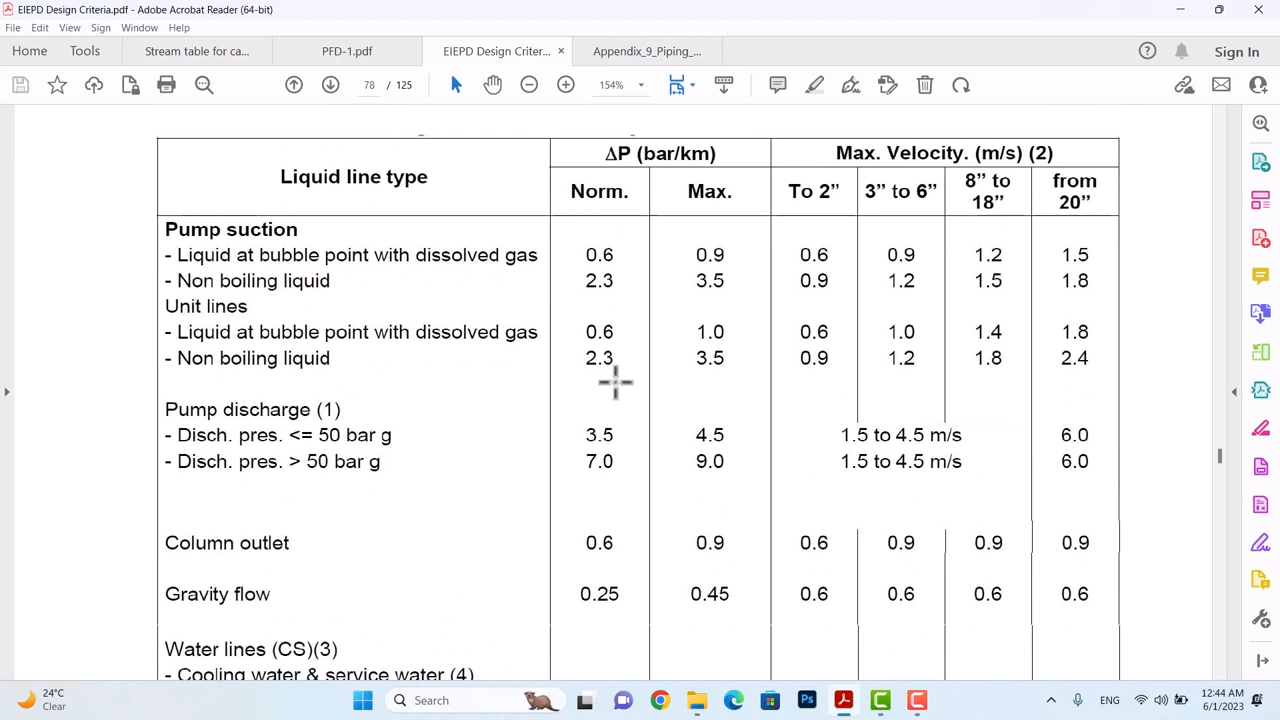 EIEPD Design Criteria.pdf - Adobe Acrobat Reader (64-bit)
File Edit View Sign Window Help
Home Tools Stream table for ca... PFD-1.pdf EIEPD Design Criter... × Appendix_9_Piping_... Sign In
78 / 125 154%
Liquid line type ΔP (bar/km) Max. Velocity. (m/s) (2)
Norm. Max. To 2” 3” to 6” 8” to 18” from 20”
Pump suction
- Liquid at bubble point with dissolved gas 0.6 0.9 0.6 0.9 1.2 1.5
- Non boiling liquid 2.3 3.5 0.9 1.2 1.5 1.8
Unit lines
- Liquid at bubble point with dissolved gas 0.6 1.0 0.6 1.0 1.4 1.8
- Non boiling liquid 2.3 3.5 0.9 1.2 1.8 2.4
Pump discharge (1)
- Disch. pres. <= 50 bar g 3.5 4.5 1.5 to 4.5 m/s 6.0
- Disch. pres. > 50 bar g 7.0 9.0 1.5 to 4.5 m/s 6.0
Column outlet 0.6 0.9 0.6 0.9 0.9 0.9
Gravity flow 0.25 0.45 0.6 0.6 0.6 0.6
Water lines (CS)(3)
- Cooling water & service water (4)
24°C
Clear
Search
ENG
12:44 AM
6/1/2023